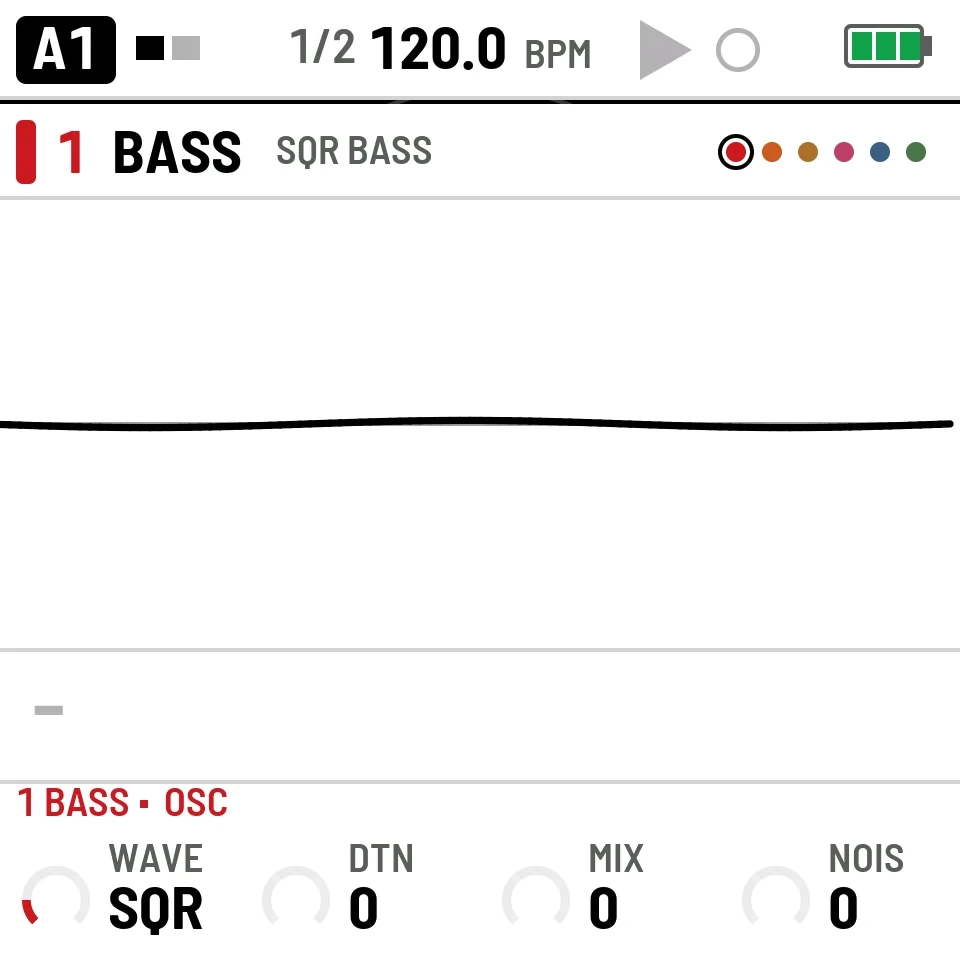 A1 1/2 120.0 BPM
1 BASS SQR BASS
-
1 BASS ▪ OSC
WAVE DTN MIX NOIS
SQR 0 0 0